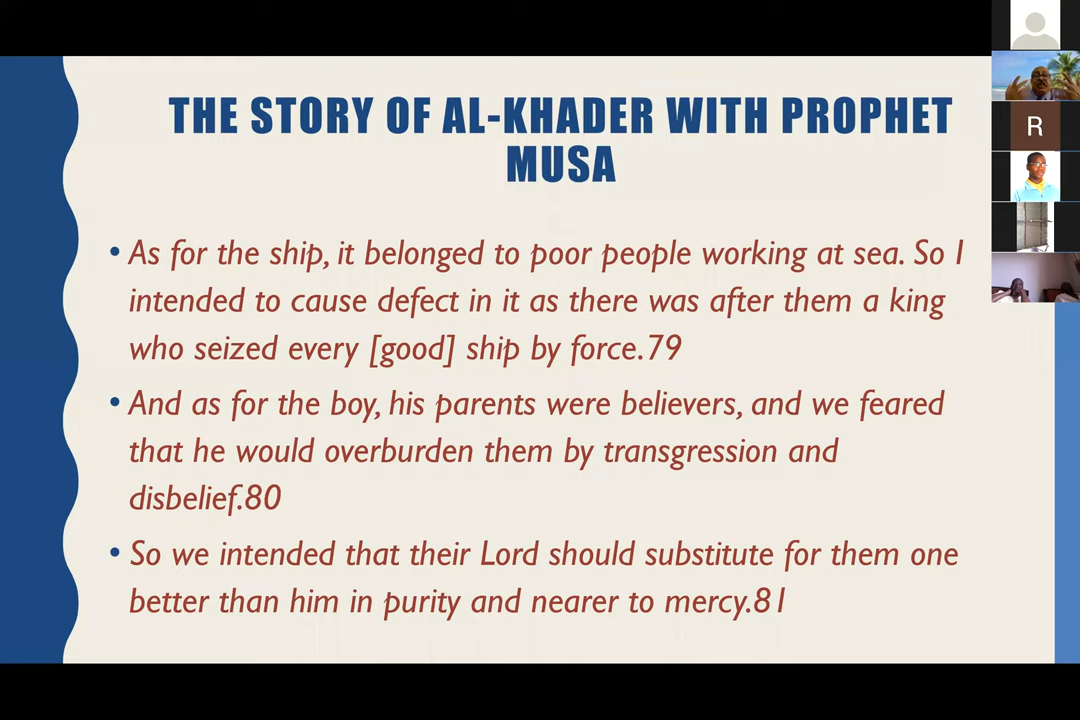 THE STORY OF AL-KHADER WITH PROPHET
MUSA
• As for the ship, it belonged to poor people working at sea. So I
intended to cause defect in it as there was after them a king
who seized every [good] ship by force.79
• And as for the boy, his parents were believers, and we feared
that he would overburden them by transgression and
disbelief.80
• So we intended that their Lord should substitute for them one
better than him in purity and nearer to mercy.81
R